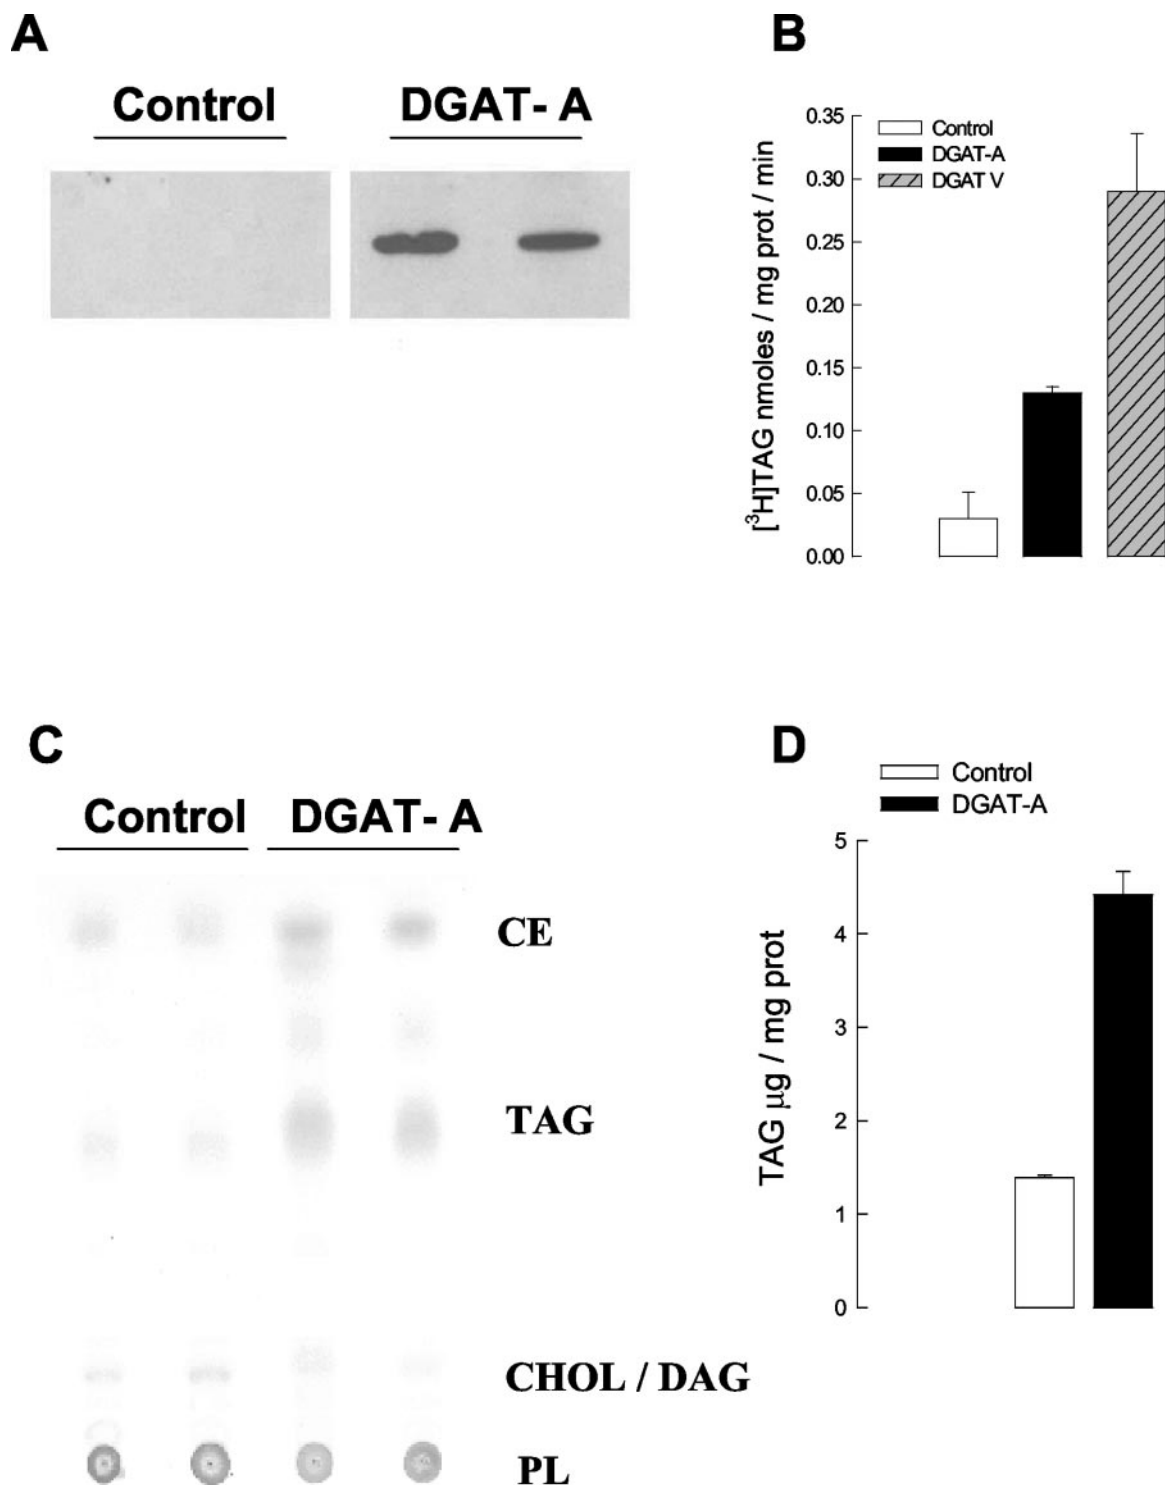 A
Control
DGAT- A
B
Control
DGAT-A
DGAT V
[³H]TAG nmoles / mg prot / min
0.35
0.30
0.25
0.20
0.15
0.10
0.05
0.00
C
Control
DGAT- A
CE
TAG
CHOL / DAG
PL
D
Control
DGAT-A
TAG µg / mg prot
5
4
3
2
1
0